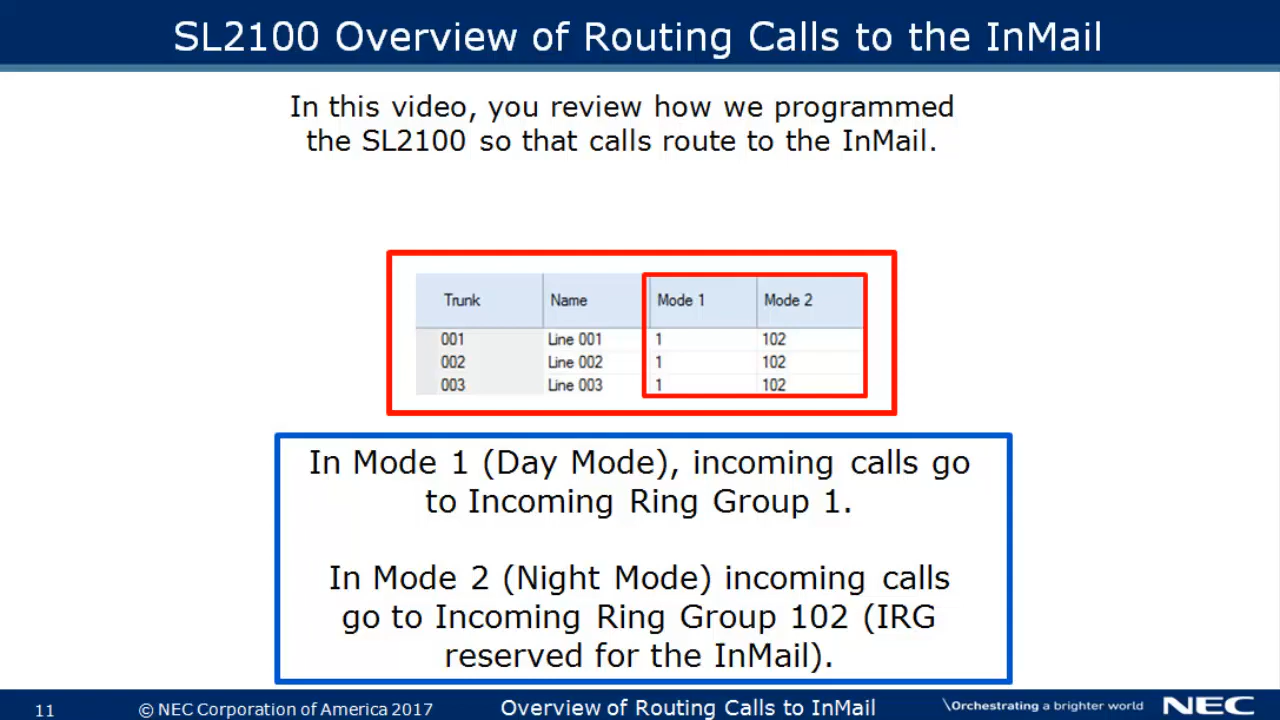 SL2100 Overview of Routing Calls to the InMail
In this video, you review how we programmed
the SL2100 so that calls route to the InMail.
Trunk Name Mode 1 Mode 2
001 Line 001 1 102
002 Line 002 1 102
003 Line 003 1 102
In Mode 1 (Day Mode), incoming calls go
to Incoming Ring Group 1.
In Mode 2 (Night Mode) incoming calls
go to Incoming Ring Group 102 (IRG
reserved for the InMail).
11 © NEC Corporation of America 2017 Overview of Routing Calls to InMail \Orchestrating a brighter world NEC